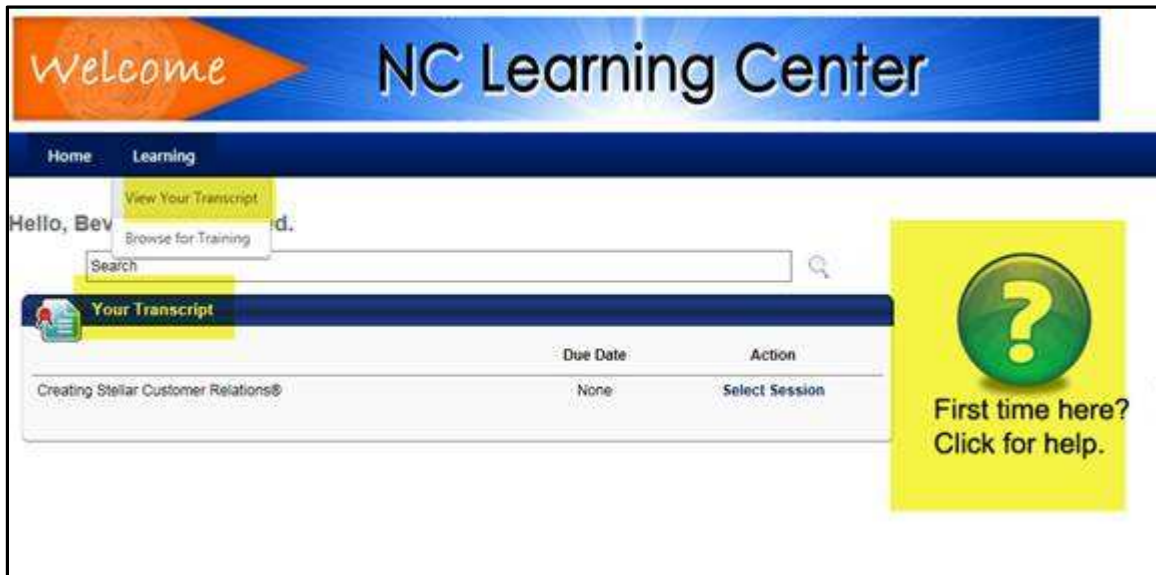 Welcome
NC Learning Center
Home Learning
View Your Transcript
Hello, Bev d.
Browse for Training
Search
Your Transcript
Due Date Action
Creating Stellar Customer Relations® None Select Session
?
First time here?
Click for help.